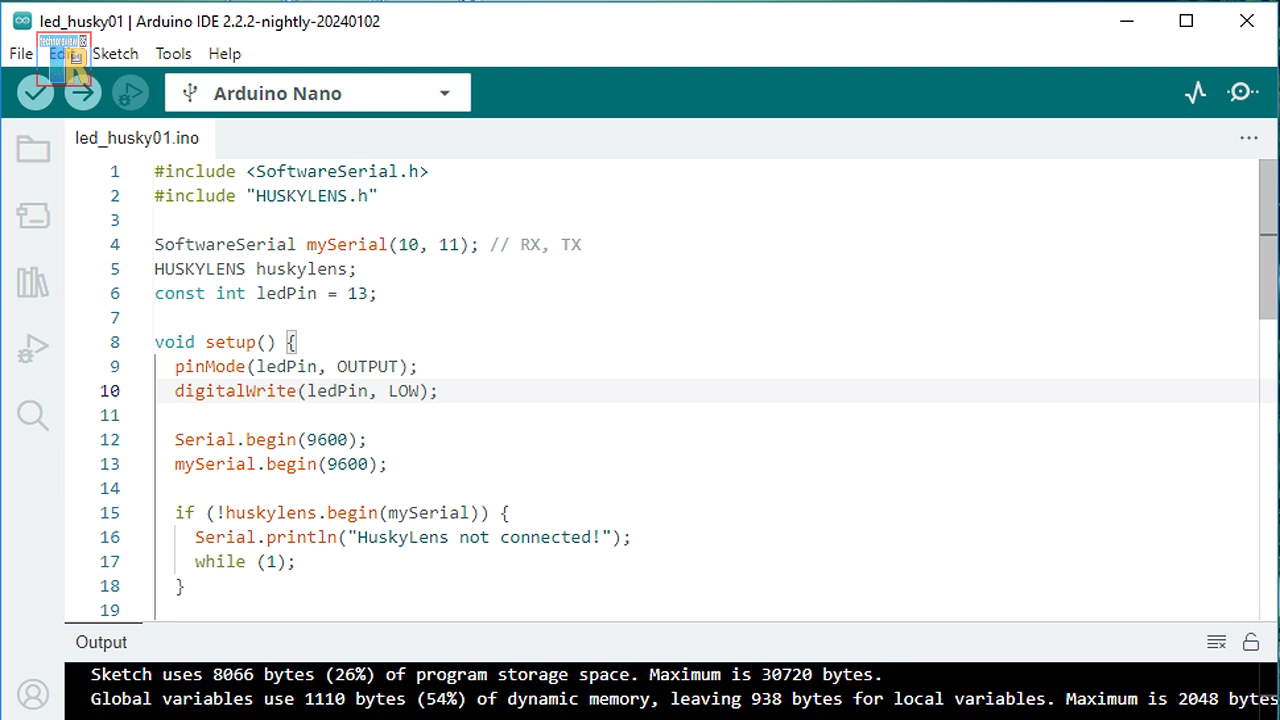 led_husky01 | Arduino IDE 2.2.2-nightly-20240102
File Edit Sketch Tools Help
Arduino Nano
led_husky01.ino
1 #include <SoftwareSerial.h>
2 #include "HUSKYLENS.h"
3
4 SoftwareSerial mySerial(10, 11); // RX, TX
5 HUSKYLENS huskylens;
6 const int ledPin = 13;
7
8 void setup() {
9 pinMode(ledPin, OUTPUT);
10 digitalWrite(ledPin, LOW);
11
12 Serial.begin(9600);
13 mySerial.begin(9600);
14
15 if (!huskylens.begin(mySerial)) {
16 Serial.println("HuskyLens not connected!");
17 while (1);
18 }
19
Output
Sketch uses 8066 bytes (26%) of program storage space. Maximum is 30720 bytes.
Global variables use 1110 bytes (54%) of dynamic memory, leaving 938 bytes for local variables. Maximum is 2048 bytes